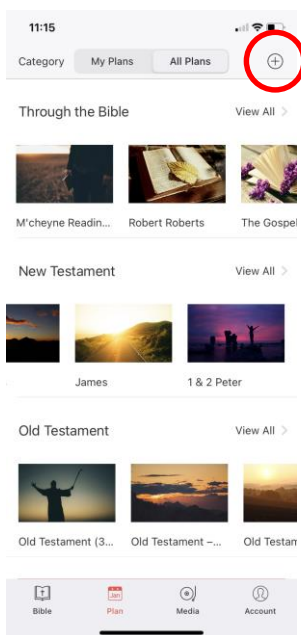 11:15
Category My Plans All Plans
Through the Bible View All
M'cheyne Readin... Robert Roberts The Gospel
New Testament View All
James 1 & 2 Peter
Old Testament View All
Old Testament (3... Old Testament –... Old Testam
Jan
Bible Plan Media Account